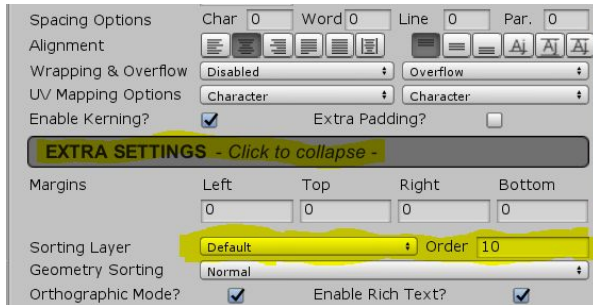 Spacing Options Char 0 Word 0 Line 0 Par. 0
Alignment
Wrapping & Overflow Disabled Overflow
UV Mapping Options Character Character
Enable Kerning? Extra Padding?
EXTRA SETTINGS - Click to collapse -
Margins Left Top Right Bottom
0 0 0 0
Sorting Layer Default Order 10
Geometry Sorting Normal
Orthographic Mode? Enable Rich Text?